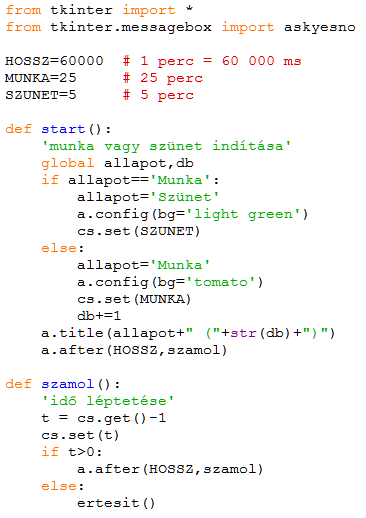 from tkinter import *
from tkinter.messagebox import askyesno

HOSSZ=60000  # 1 perc = 60 000 ms
MUNKA=25     # 25 perc
SZUNET=5     # 5 perc

def start():
    'munka vagy szünet indítása'
    global allapot,db
    if allapot=='Munka':
        allapot='Szünet'
        a.config(bg='light green')
        cs.set(SZUNET)
    else:
        allapot='Munka'
        a.config(bg='tomato')
        cs.set(MUNKA)
        db+=1
    a.title(allapot+" ("+str(db)+")")
    a.after(HOSSZ,szamol)

def szamol():
    'idő léptetése'
    t = cs.get()-1
    cs.set(t)
    if t>0:
        a.after(HOSSZ,szamol)
    else:
        ertesit()